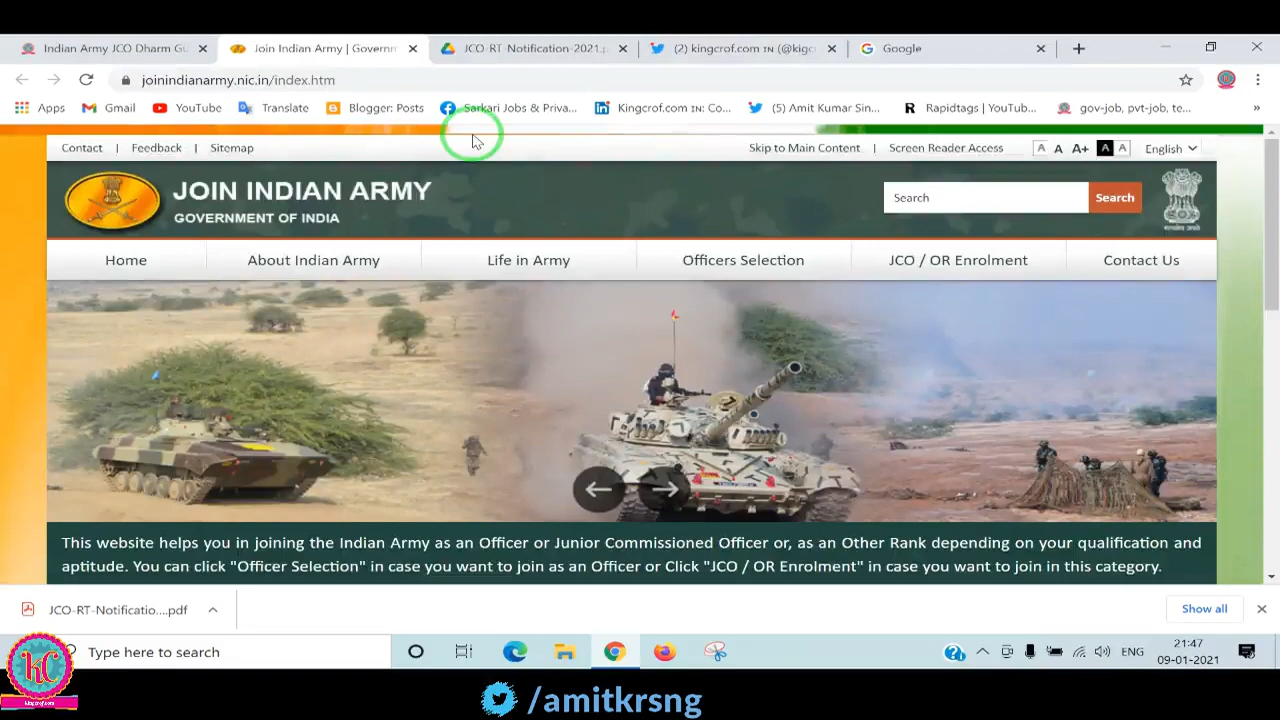 Indian Army JCO Dharm Gu
Join Indian Army | Governm
JCO-RT-Notification-2021.p
(2) kingcrof.com IN (@kigc
Google
joinindianarmy.nic.in/index.htm
Apps
Gmail
YouTube
Translate
Blogger: Posts
Sarkari Jobs & Priva...
Kingcrof.com IN: Co...
(5) Amit Kumar Sin...
Rapidtags | YouTub...
gov-job, pvt-job, te...
»
Contact | Feedback | Sitemap
Skip to Main Content | Screen Reader Access
A A A+ A A
English
JOIN INDIAN ARMY
GOVERNMENT OF INDIA
Search
Search
Home
About Indian Army
Life in Army
Officers Selection
JCO / OR Enrolment
Contact Us
This website helps you in joining the Indian Army as an Officer or Junior Commissioned Officer or, as an Other Rank depending on your qualification and
aptitude. You can click "Officer Selection" in case you want to join as an Officer or Click "JCO / OR Enrolment" in case you want to join in this category.
JCO-RT-Notificatio....pdf
Show all
Type here to search
ENG
21:47
09-01-2021
KC
kingcrof.com
/amitkrsng